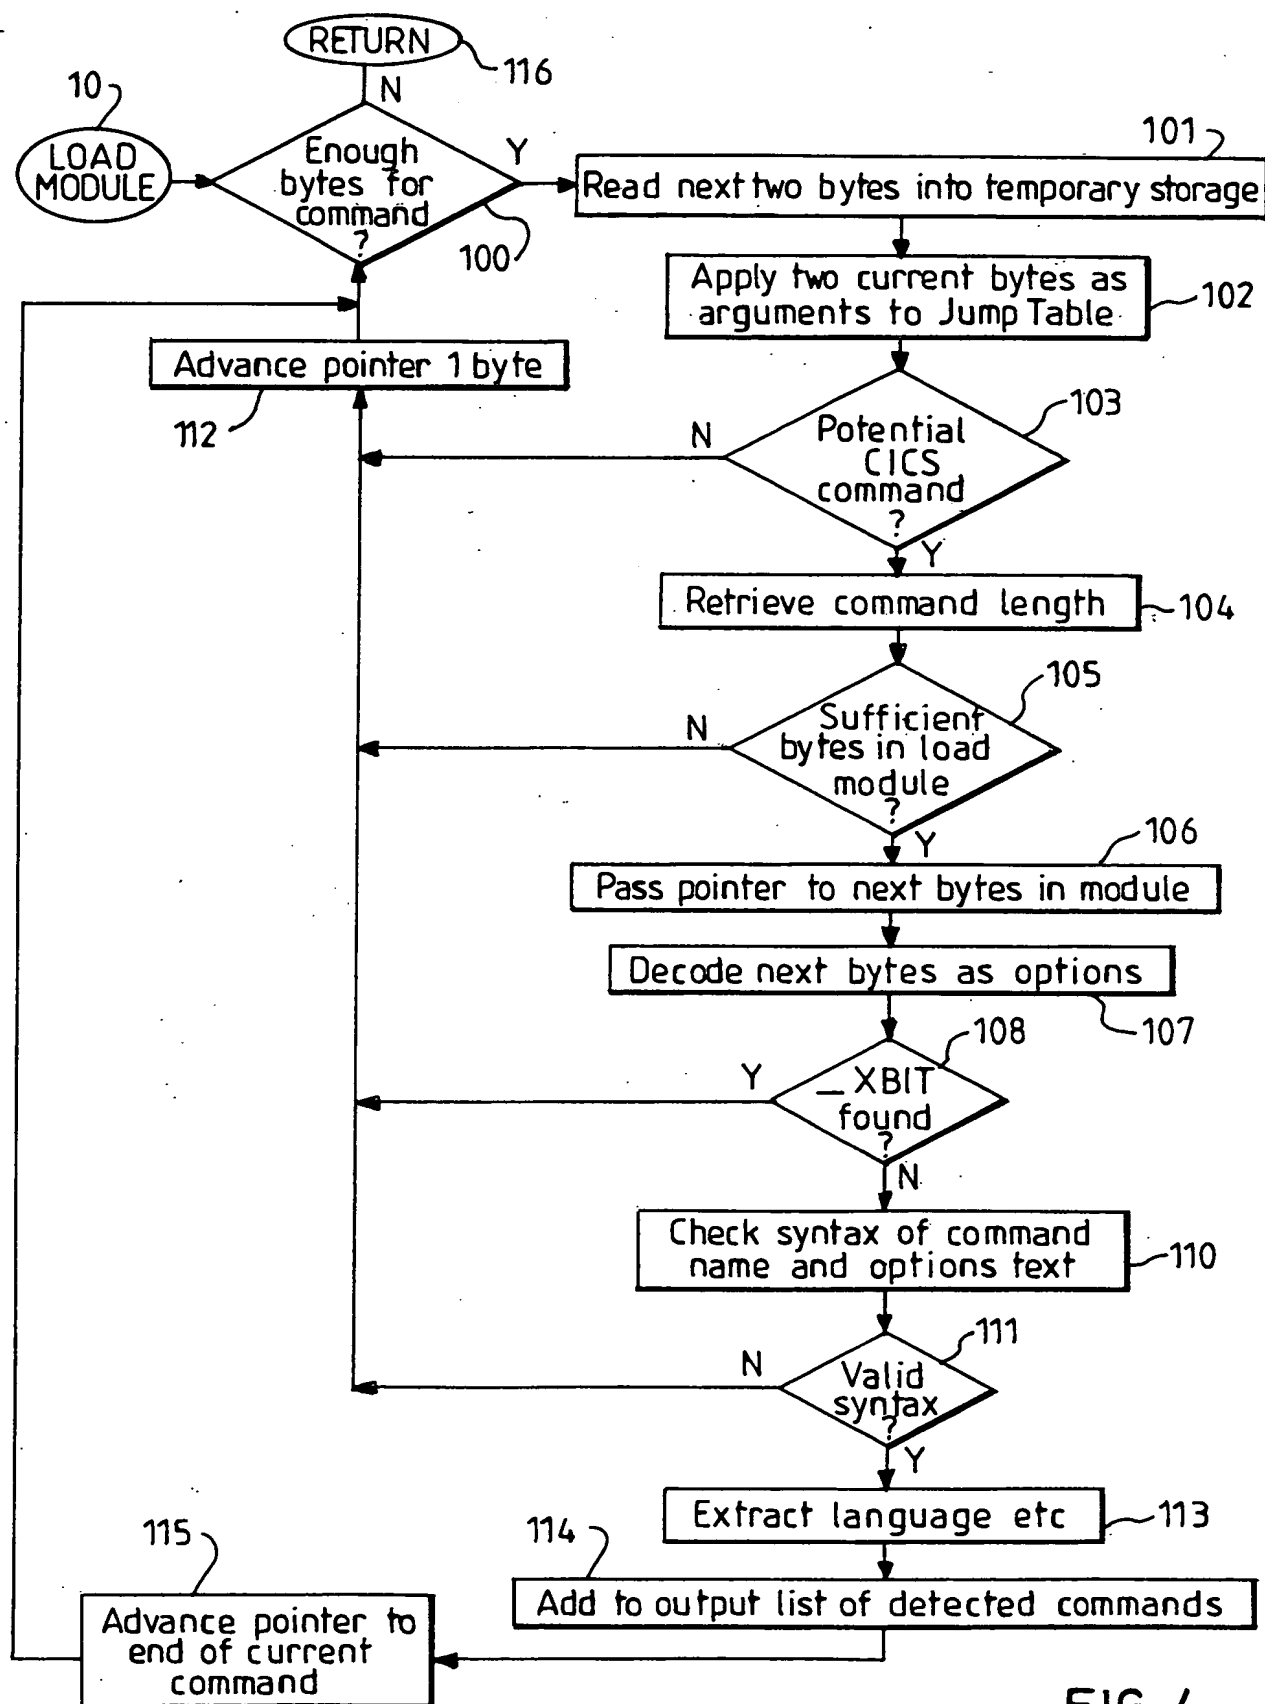 RETURN
116
10
N
LOAD
MODULE
Enough
bytes for
command
?
Y
100
101
Read next two bytes into temporary storage
Apply two current bytes as
arguments to Jump Table
102
Advance pointer 1 byte
112
103
N
Potential
CICS
command
?
Y
Retrieve command length
104
105
N
Sufficient
bytes in load
module
?
Y
106
Pass pointer to next bytes in module
Decode next bytes as options
107
108
Y
_ XBIT
found
?
N
Check syntax of command
name and options text
110
111
N
Valid
syntax
?
Y
Extract language etc
113
114
115
Add to output list of detected commands
Advance pointer to
end of current
command
FIG. 4